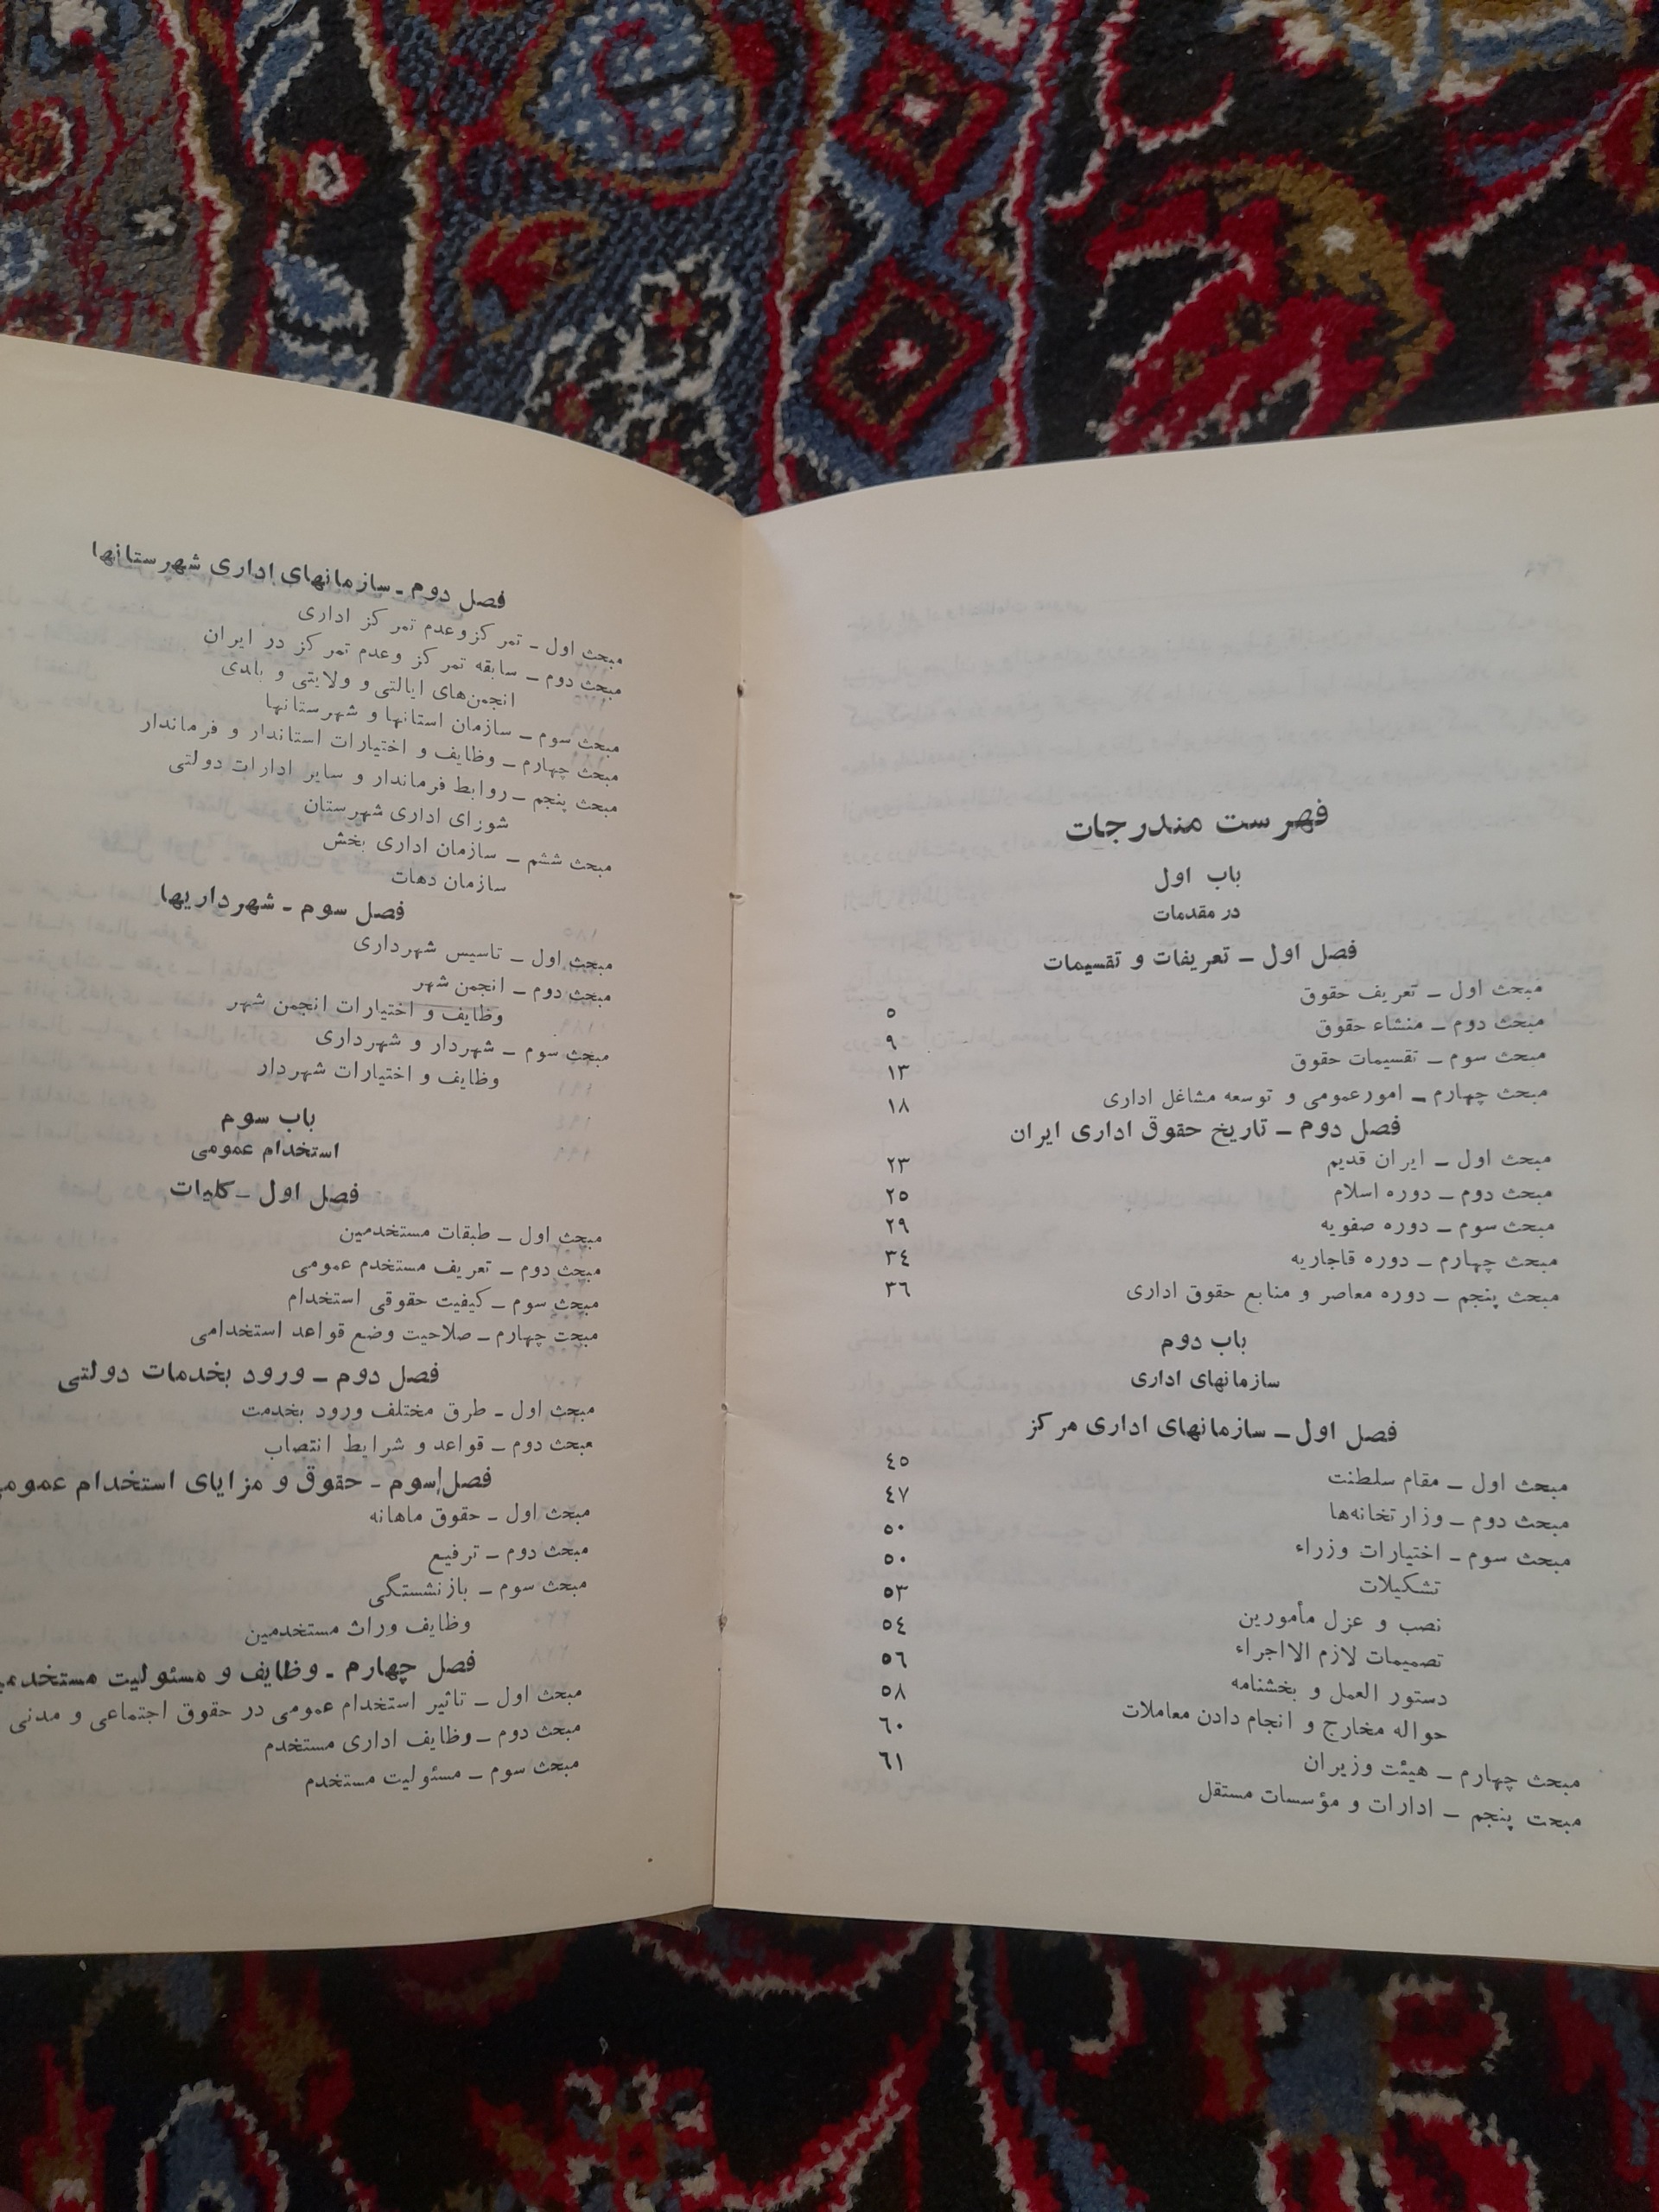 فهرست مندرجات
باب اول
در مقدمات
فصل اول – تعریفات و تقسیمات
مبحث اول – تعریف حقوق ۵
مبحث دوم – منشاء حقوق ۹
مبحث سوم – تقسیمات حقوق ۱۳
مبحث چهارم – امورعمومی و توسعه مشاغل اداری ۱۸
فصل دوم – تاریخ حقوق اداری ایران
مبحث اول – ایران قدیم ۲۳
مبحث دوم – دوره اسلام ۲۵
مبحث سوم – دوره صفویه ۲۹
مبحث چهارم – دوره قاجاریه ۳٤
مبحث پنجم – دوره معاصر و منابع حقوق اداری ۳٦
باب دوم
سازمانهای اداری
فصل اول – سازمانهای اداری مرکز
مبحث اول – مقام سلطنت ٤۵
مبحث دوم – وزارتخانه‌ها ٤۷
مبحث سوم – اختیارات وزراء ۵۰
تشکیلات ۵۰
نصب و عزل مأمورین ۵۳
تصمیمات لازم الااجراء ۵٤
دستور العمل و بخشنامه ۵٦
حواله مخارج و انجام دادن معاملات ۵۸
مبحث چهارم – هیئت وزیران ٦۰
مبحث پنجم – ادارات و مؤسسات مستقل ٦۱
فصل دوم – سازمانهای اداری شهرستانها
مبحث اول – تمرکزوعدم تمرکز اداری
مبحث دوم – سابقه تمرکز وعدم تمرکز در ایران
انجمن‌های ایالتی و ولایتی و بلدی
مبحث سوم – سازمان استانها و شهرستانها
مبحث چهارم – وظایف و اختیارات استاندار و فرماندار
مبحث پنجم – روابط فرماندار و سایر ادارات دولتی
شورای اداری شهرستان
مبحث ششم – سازمان اداری بخش
سازمان دهات
فصل سوم – شهرداریها
مبحث اول – تاسیس شهرداری
مبحث دوم – انجمن شهر
وظایف و اختیارات انجمن شهر
مبحث سوم – شهردار و شهرداری
وظایف و اختیارات شهردار
باب سوم
استخدام عمومی
فصل اول – کلیات
مبحث اول – طبقات مستخدمین
مبحث دوم – تعریف مستخدم عمومی
مبحث سوم – کیفیت حقوقی استخدام
مبحث چهارم – صلاحیت وضع قواعد استخدامی
فصل دوم – ورود بخدمات دولتی
مبحث اول – طرق مختلف ورود بخدمت
مبحث دوم – قواعد و شرایط انتصاب
فصل سوم – حقوق و مزایای استخدام
مبحث اول – حقوق ماهانه
مبحث دوم – ترفیع
مبحث سوم – بازنشستگی
وظایف وراث مستخدمین
فصل چهارم – وظایف و مسئولیت
مبحث اول – تاثیر استخدام عمومی در حقوق اجتماعی و مدنی
مبحث دوم – وظایف اداری مستخدم
مبحث سوم – مسئولیت مستخدم